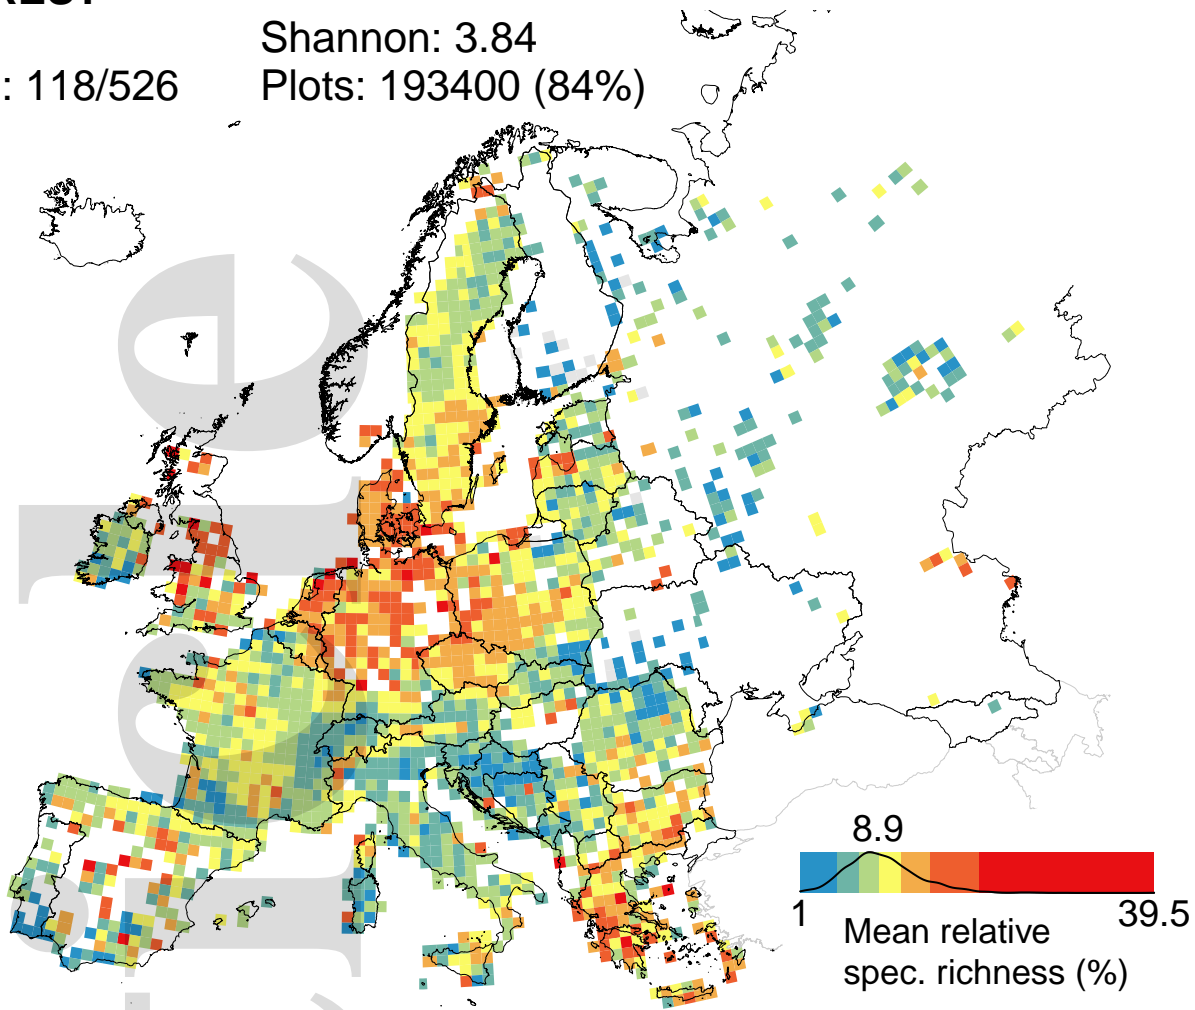 Shannon: 3.84
: 118/526
Plots: 193400 (84%)
8.9
1
39.5
Mean relative
spec. richness (%)